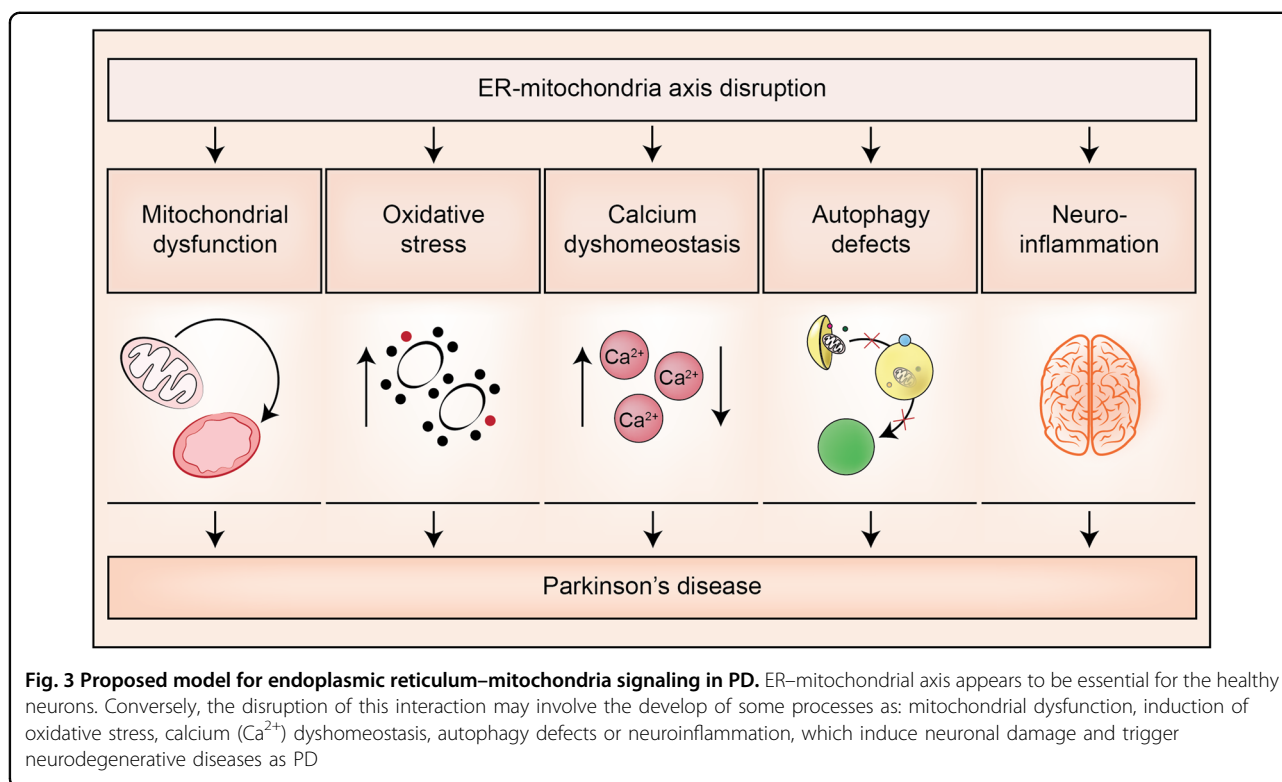 ER-mitochondria axis disruption
Mitochondrial
dysfunction
Oxidative
stress
Calcium
dyshomeostasis
Autophagy
defects
Neuro-
inflammation
Ca²⁺
Ca²⁺
Ca²⁺
Parkinson's disease
Fig. 3 Proposed model for endoplasmic reticulum–mitochondria signaling in PD. ER–mitochondrial axis appears to be essential for the healthy
neurons. Conversely, the disruption of this interaction may involve the develop of some processes as: mitochondrial dysfunction, induction of
oxidative stress, calcium (Ca²⁺) dyshomeostasis, autophagy defects or neuroinflammation, which induce neuronal damage and trigger
neurodegenerative diseases as PD